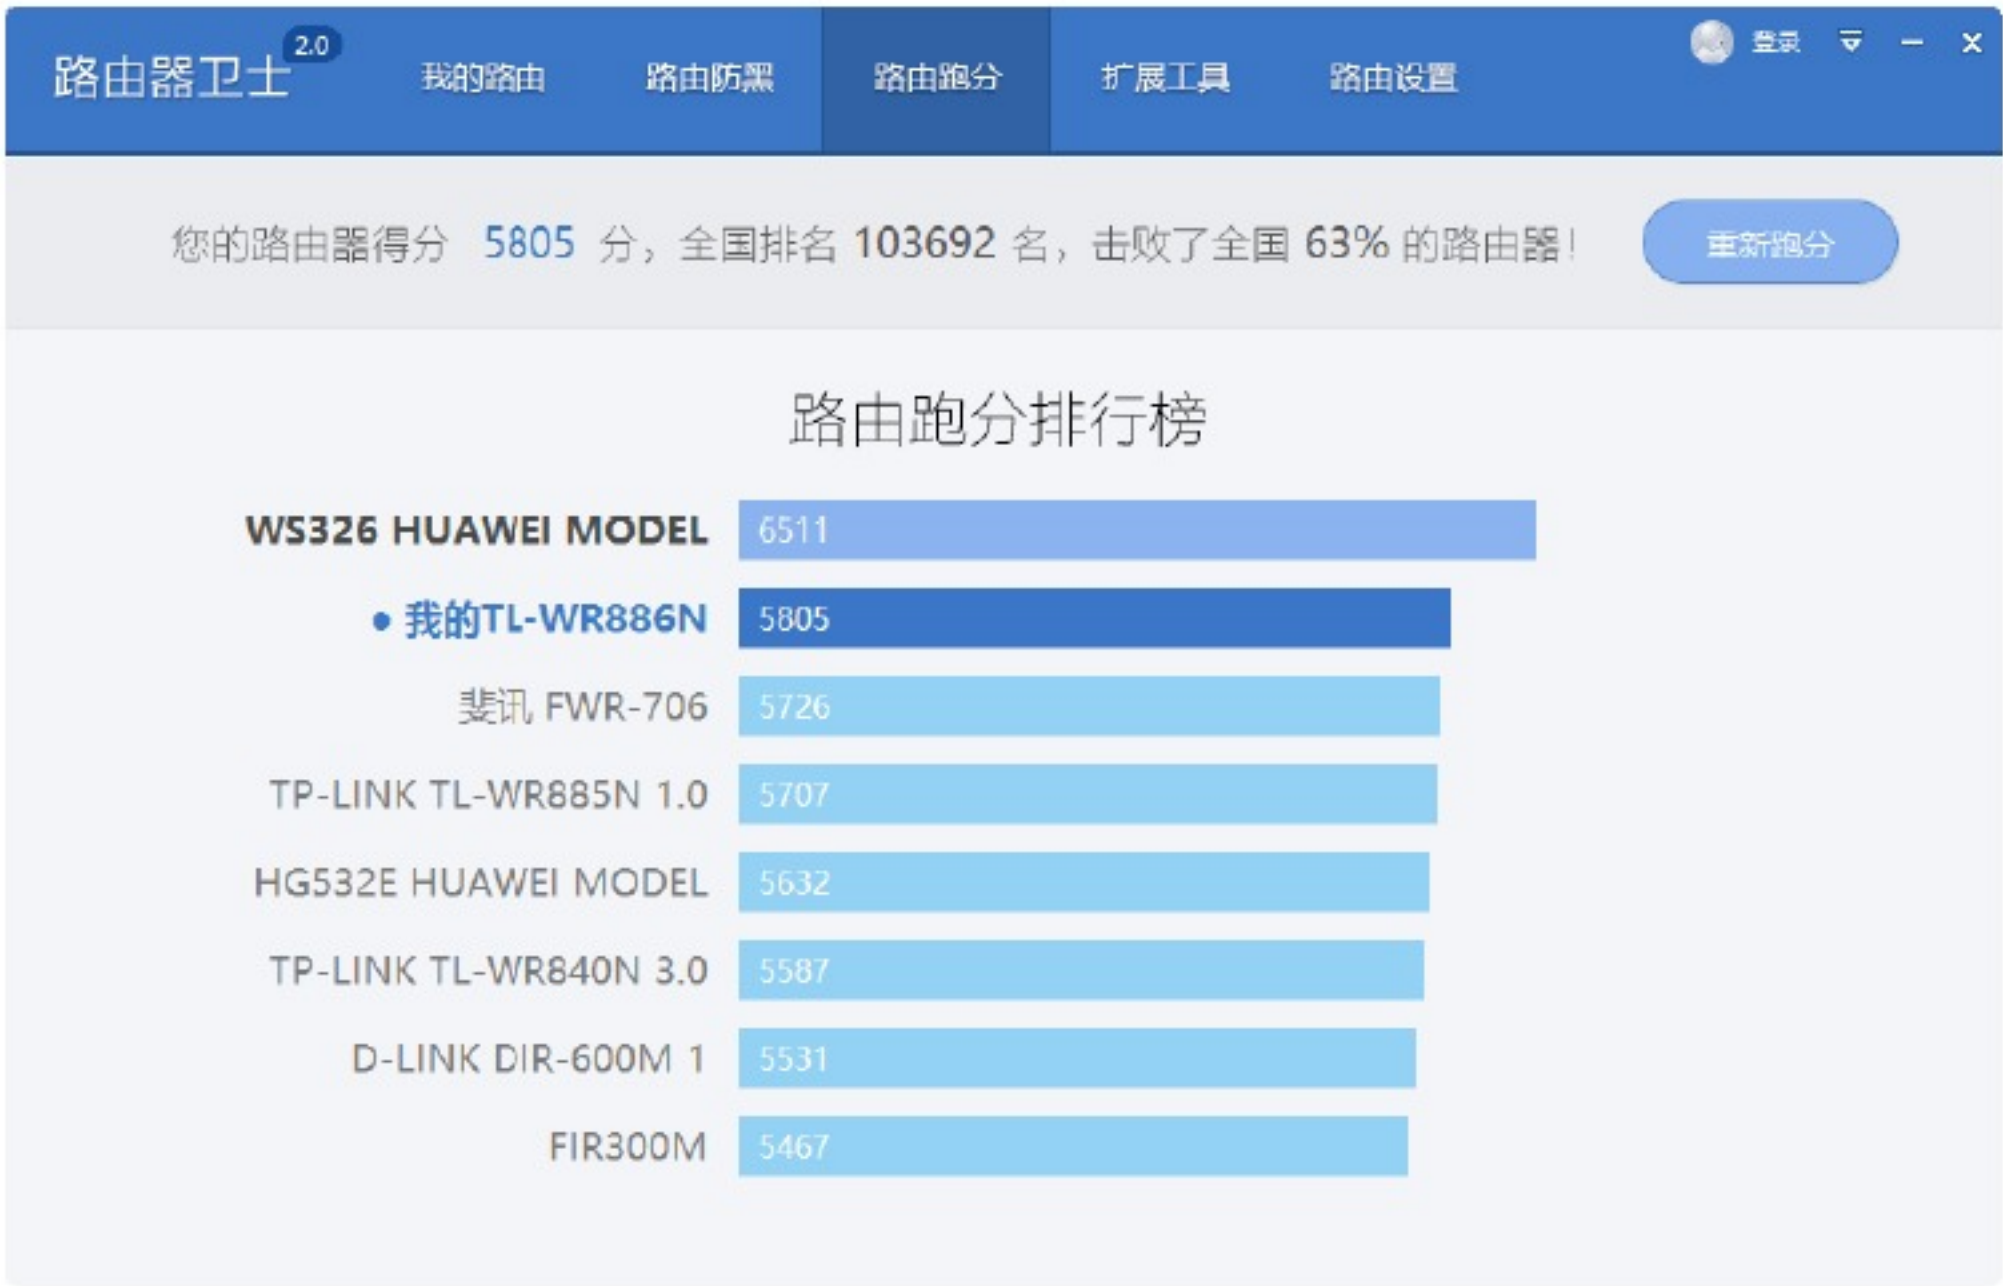 路由器卫士 2.0 我的路由 路由防黑 路由跑分 扩展工具 路由设置 登录
您的路由器得分 5805 分，全国排名 103692 名，击败了全国 63% 的路由器！ 重新跑分
路由跑分排行榜
WS326 HUAWEI MODEL 6511
• 我的TL-WR886N 5805
斐讯 FWR-706 5726
TP-LINK TL-WR885N 1.0 5707
HG532E HUAWEI MODEL 5632
TP-LINK TL-WR840N 3.0 5587
D-LINK DIR-600M 1 5531
FIR300M 5467